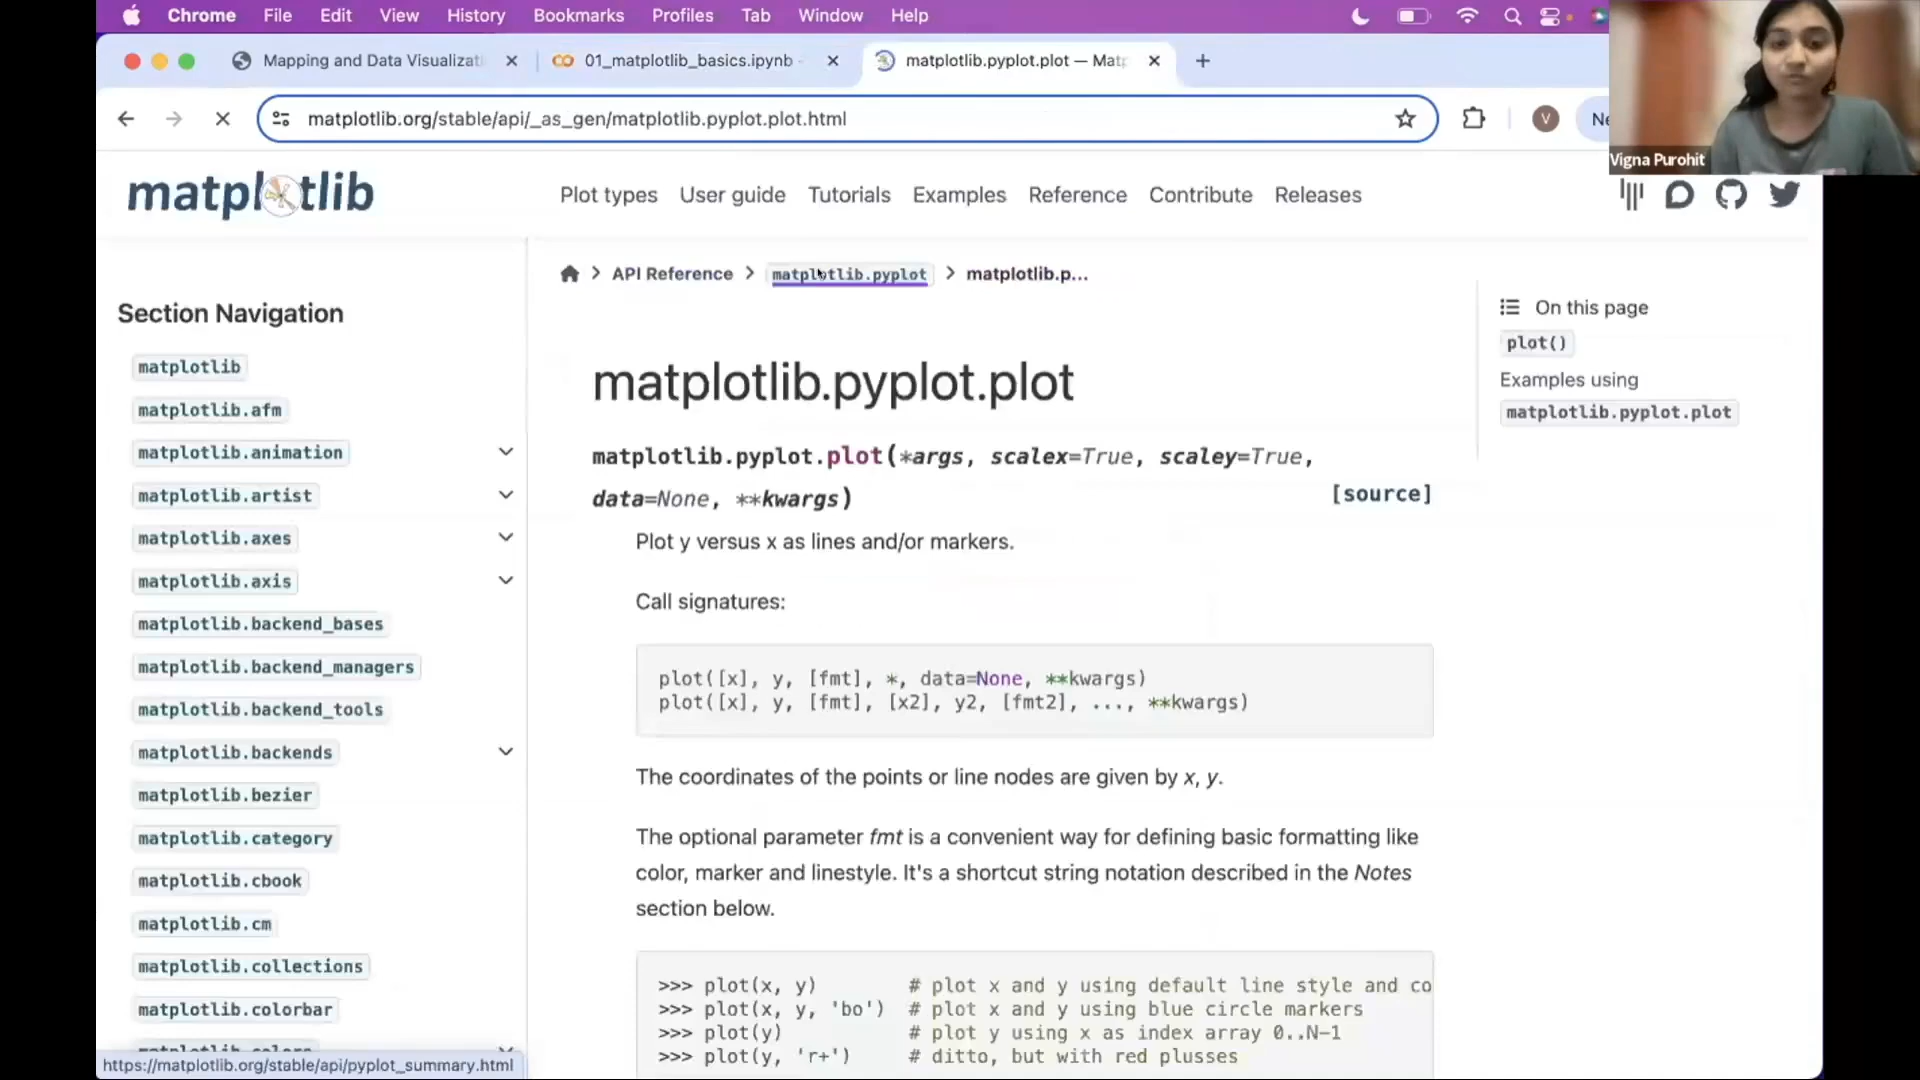 Chrome File Edit View History Bookmarks Profiles Tab Window Help
Mapping and Data Visualizati
01_matplotlib_basics.ipynb -
matplotlib.pyplot.plot — Mat
matplotlib.org/stable/api/_as_gen/matplotlib.pyplot.plot.html
V
Ne
Vigna Purohit
matplotlib
Plot types User guide Tutorials Examples Reference Contribute Releases
API Reference > matplotlib.pyplot > matplotlib.p...
Section Navigation
matplotlib
matplotlib.afm
matplotlib.animation
matplotlib.artist
matplotlib.axes
matplotlib.axis
matplotlib.backend_bases
matplotlib.backend_managers
matplotlib.backend_tools
matplotlib.backends
matplotlib.bezier
matplotlib.category
matplotlib.cbook
matplotlib.cm
matplotlib.collections
matplotlib.colorbar
https://matplotlib.org/stable/api/pyplot_summary.html
matplotlib.pyplot.plot
matplotlib.pyplot.plot(*args, scalex=True, scaley=True,
data=None, **kwargs)
[source]
Plot y versus x as lines and/or markers.
Call signatures:
plot([x], y, [fmt], *, data=None, **kwargs)
plot([x], y, [fmt], [x2], y2, [fmt2], ..., **kwargs)
The coordinates of the points or line nodes are given by x, y.
The optional parameter fmt is a convenient way for defining basic formatting like
color, marker and linestyle. It's a shortcut string notation described in the Notes
section below.
>>> plot(x, y) # plot x and y using default line style and co
>>> plot(x, y, 'bo') # plot x and y using blue circle markers
>>> plot(y) # plot y using x as index array 0..N-1
>>> plot(y, 'r+') # ditto, but with red plusses
On this page
plot()
Examples using
matplotlib.pyplot.plot